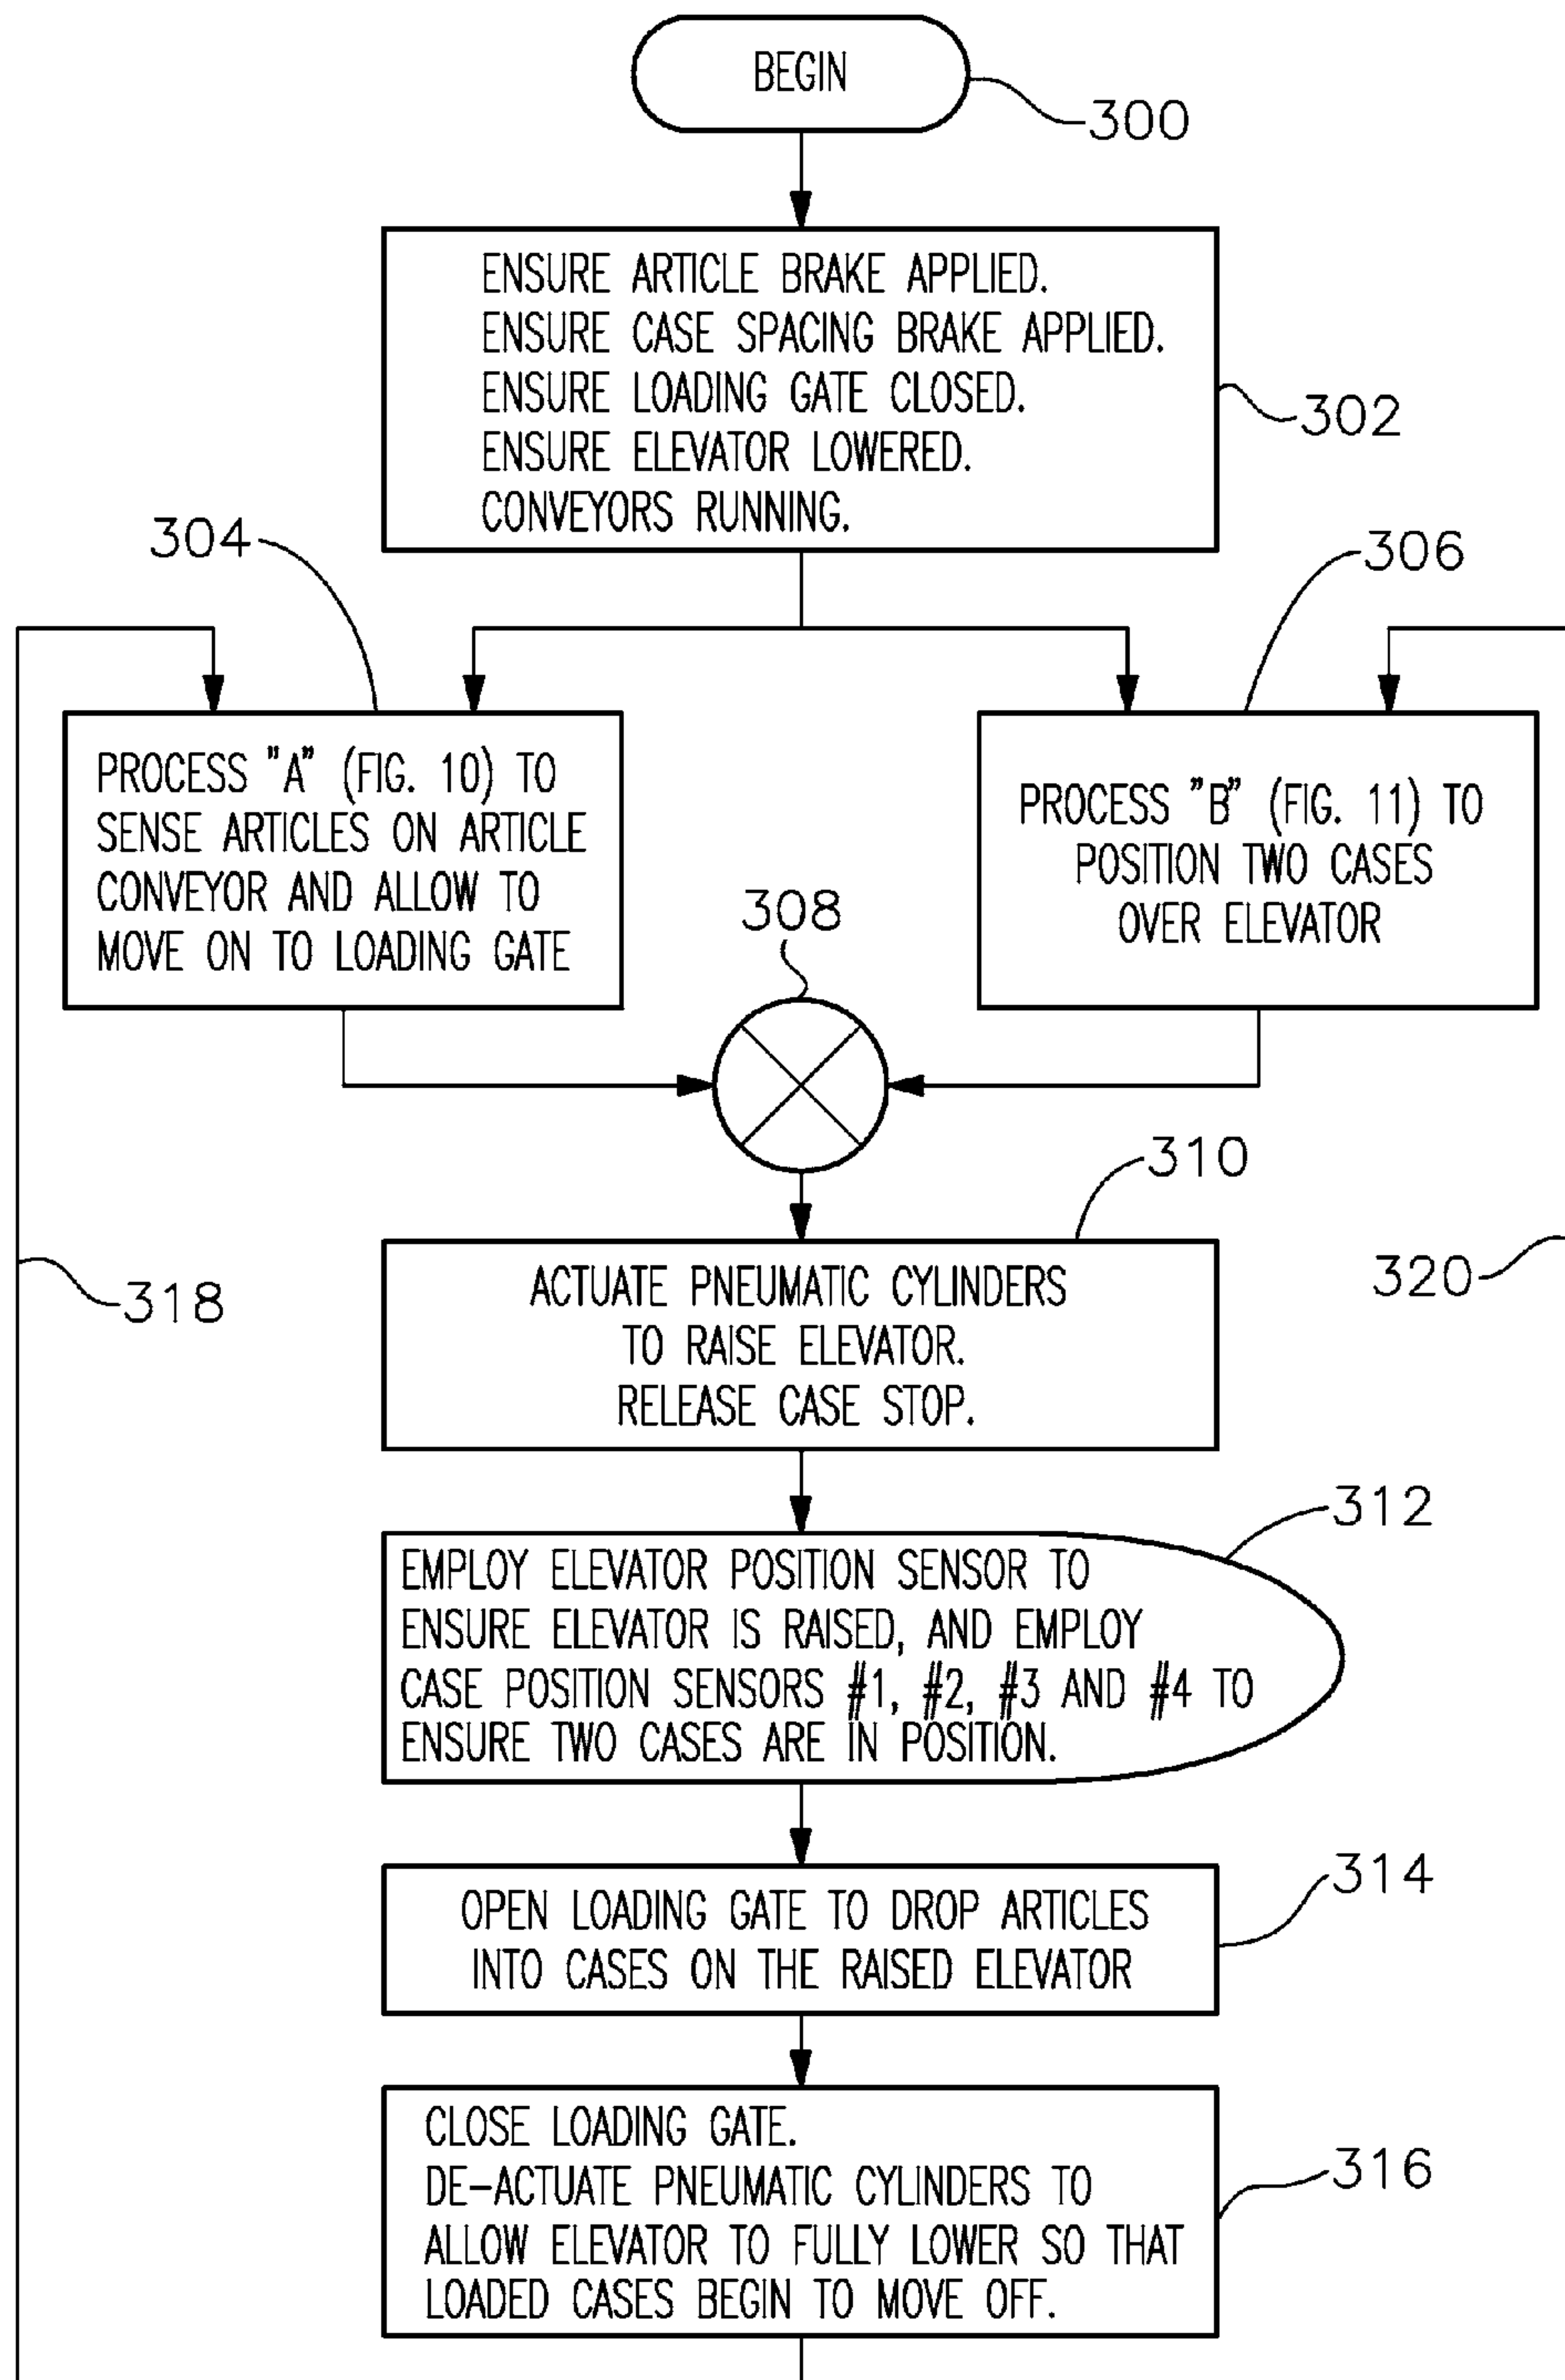 BEGIN
300
ENSURE ARTICLE BRAKE APPLIED.
ENSURE CASE SPACING BRAKE APPLIED.
ENSURE LOADING GATE CLOSED.
ENSURE ELEVATOR LOWERED.
CONVEYORS RUNNING.
302
304
306
PROCESS "A" (FIG. 10) TO
SENSE ARTICLES ON ARTICLE
CONVEYOR AND ALLOW TO
MOVE ON TO LOADING GATE
PROCESS "B" (FIG. 11) TO
POSITION TWO CASES
OVER ELEVATOR
308
310
ACTUATE PNEUMATIC CYLINDERS
TO RAISE ELEVATOR.
RELEASE CASE STOP.
318
320
312
EMPLOY ELEVATOR POSITION SENSOR TO
ENSURE ELEVATOR IS RAISED, AND EMPLOY
CASE POSITION SENSORS #1, #2, #3 AND #4 TO
ENSURE TWO CASES ARE IN POSITION.
314
OPEN LOADING GATE TO DROP ARTICLES
INTO CASES ON THE RAISED ELEVATOR
CLOSE LOADING GATE.
DE-ACTUATE PNEUMATIC CYLINDERS TO
ALLOW ELEVATOR TO FULLY LOWER SO THAT
LOADED CASES BEGIN TO MOVE OFF.
316